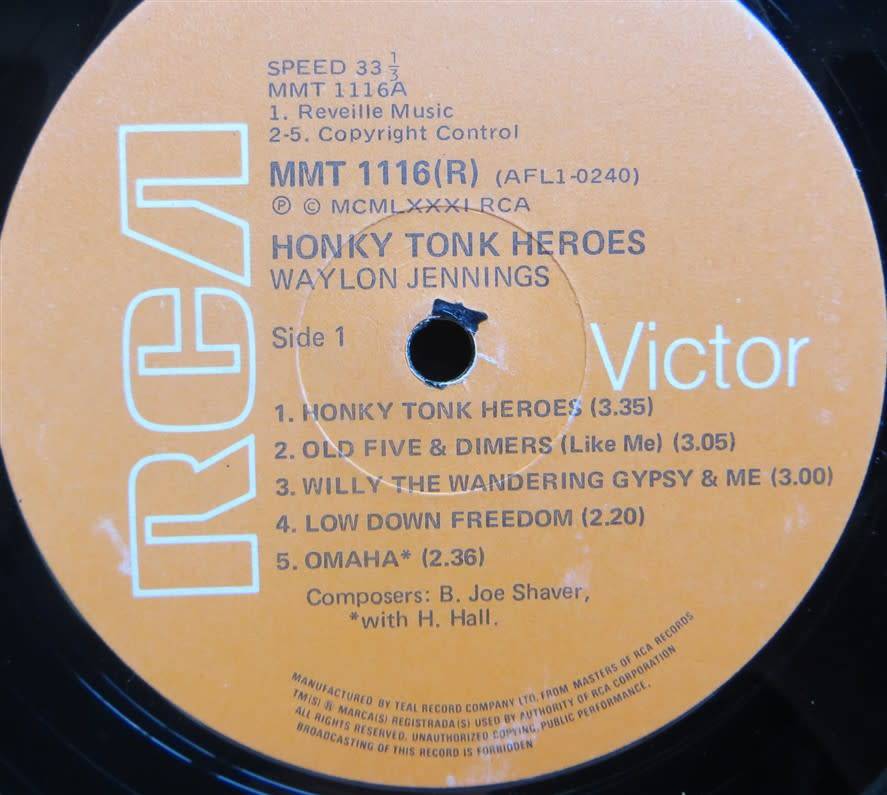 RCA
SPEED 33 1/3
MMT 1116A
1. Reveille Music
2-5. Copyright Control
MMT 1116(R) (AFL1-0240)
Ⓟ © MCMLXXXI RCA
HONKY TONK HEROES
WAYLON JENNINGS
Side 1
Victor
1. HONKY TONK HEROES (3.35)
2. OLD FIVE & DIMERS (Like Me) (3.05)
3. WILLY THE WANDERING GYPSY & ME (3.00)
4. LOW DOWN FREEDOM (2.20)
5. OMAHA* (2.36)
Composers: B. Joe Shaver,
*with H. Hall.
MANUFACTURED BY TEAL RECORD COMPANY LTD. FROM MASTERS OF RCA RECORDS
TM(S) ® MARCA(S) REGISTRADA(S) USED BY AUTHORITY OF RCA CORPORATION
ALL RIGHTS RESERVED. UNAUTHORIZED COPYING, PUBLIC PERFORMANCE,
BROADCASTING OF THIS RECORD IS FORBIDDEN